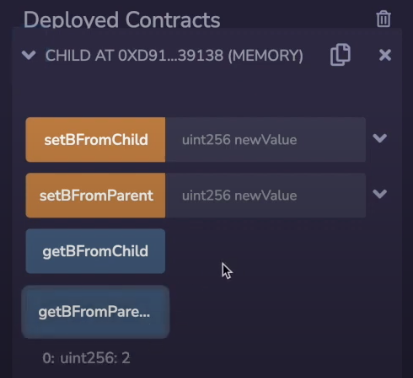 Deployed Contracts
CHILD AT 0XD91...39138 (MEMORY)
setBFromChild uint256 newValue
setBFromParent uint256 newValue
getBFromChild
getBFromPare...
0: uint256: 2